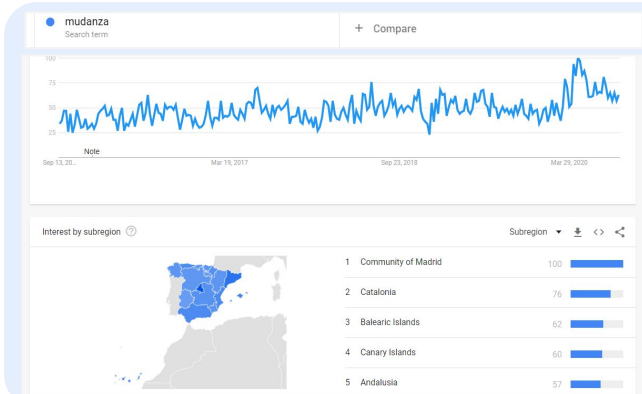 mudanza
Search term
+ Compare
100
75
50
25
Note
Sep 13, 20...
Mar 19, 2017
Sep 23, 2018
Mar 29, 2020
Interest by subregion
Subregion
1 Community of Madrid 100
2 Catalonia 76
3 Balearic Islands 62
4 Canary Islands 60
5 Andalusia 57